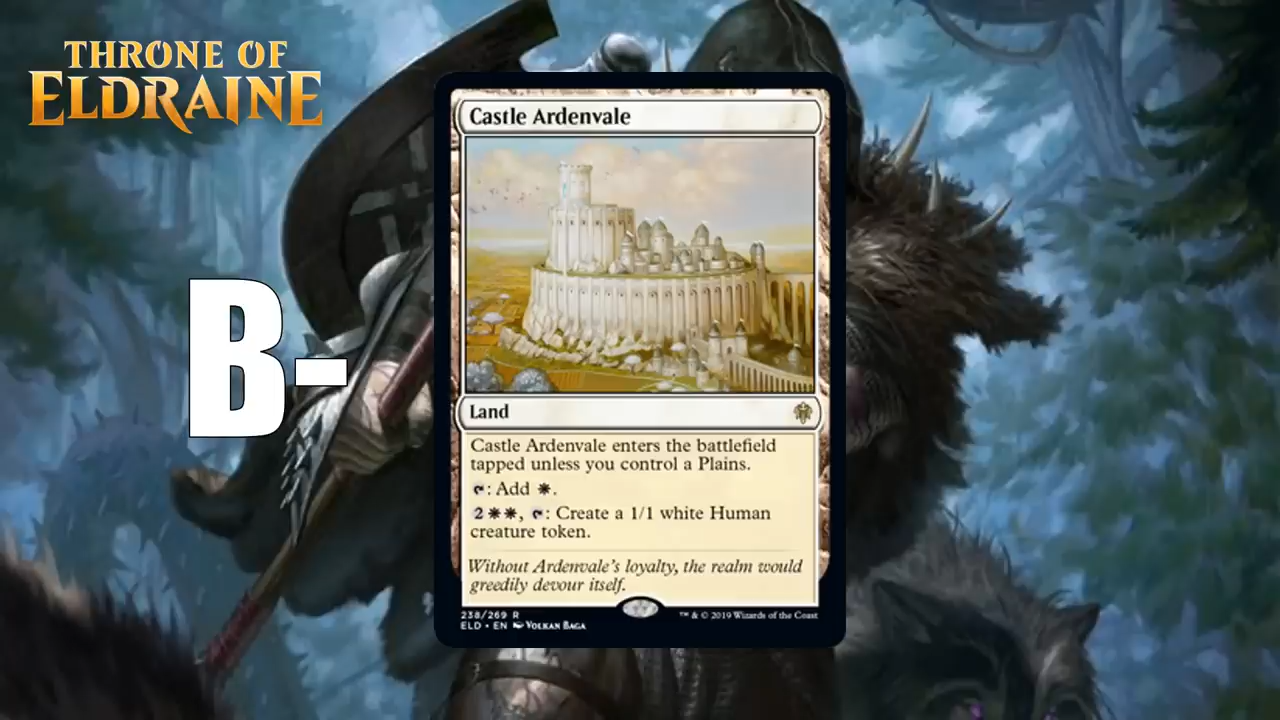 THRONE OF
ELDRAINE
B-
Castle Ardenvale
Land
Castle Ardenvale enters the battlefield
tapped unless you control a Plains.
: Add .
2 , : Create a 1/1 white Human
creature token.
Without Ardenvale's loyalty, the realm would
greedily devour itself.
238/269 R
ELD • EN VOLKAN BAGA
™ & © 2019 Wizards of the Coast